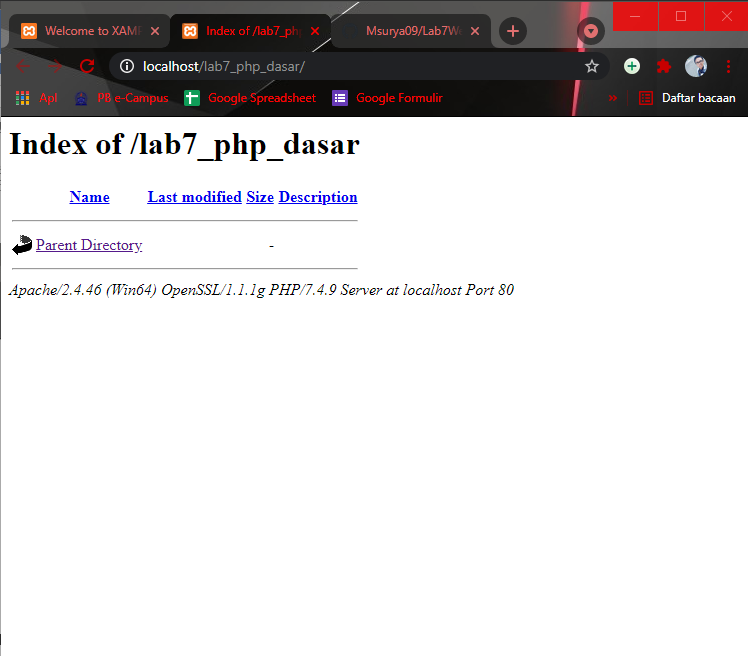 Welcome to XAM
Index of /lab7_php
Msurya09/Lab7W
localhost/lab7_php_dasar/
Apl
PB e-Campus
Google Spreadsheet
Google Formulir
»
Daftar bacaan
Index of /lab7_php_dasar
Name Last modified Size Description
Parent Directory -
Apache/2.4.46 (Win64) OpenSSL/1.1.1g PHP/7.4.9 Server at localhost Port 80